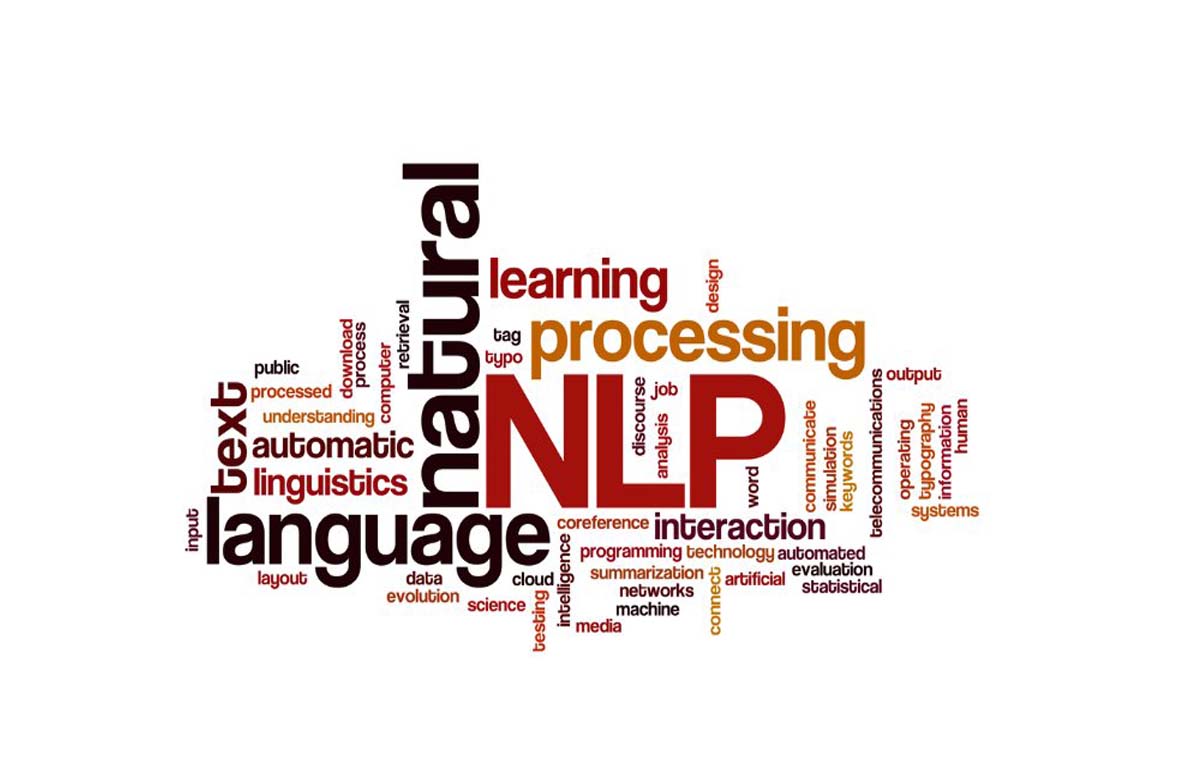 natural
learning
design
processing
tag
typo
retrieval
download
process
computer
public
processed
understanding
text
automatic
linguistics
NLP
discourse
job
analysis
word
communicate
simulation
keywords
telecommunications
output
operating
typography
information
human
systems
input
language
coreference
interaction
layout
data
evolution
cloud
science
testing
intelligence
programming
technology
automated
summarization
artificial
evaluation
networks
statistical
machine
connect
media